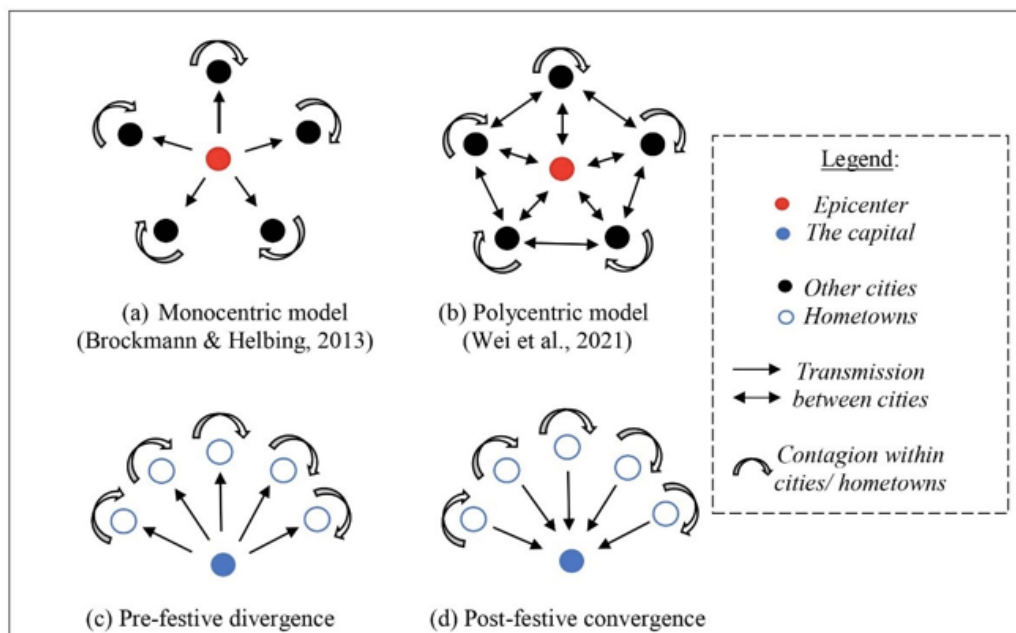 (a) Monocentric model
(Brockmann & Helbing, 2013)
(b) Polycentric model
(Wei et al., 2021)
(c) Pre-festive divergence
(d) Post-festive convergence
Legend:
Epicenter
The capital
Other cities
Hometowns
Transmission
between cities
Contagion within
cities/ hometowns